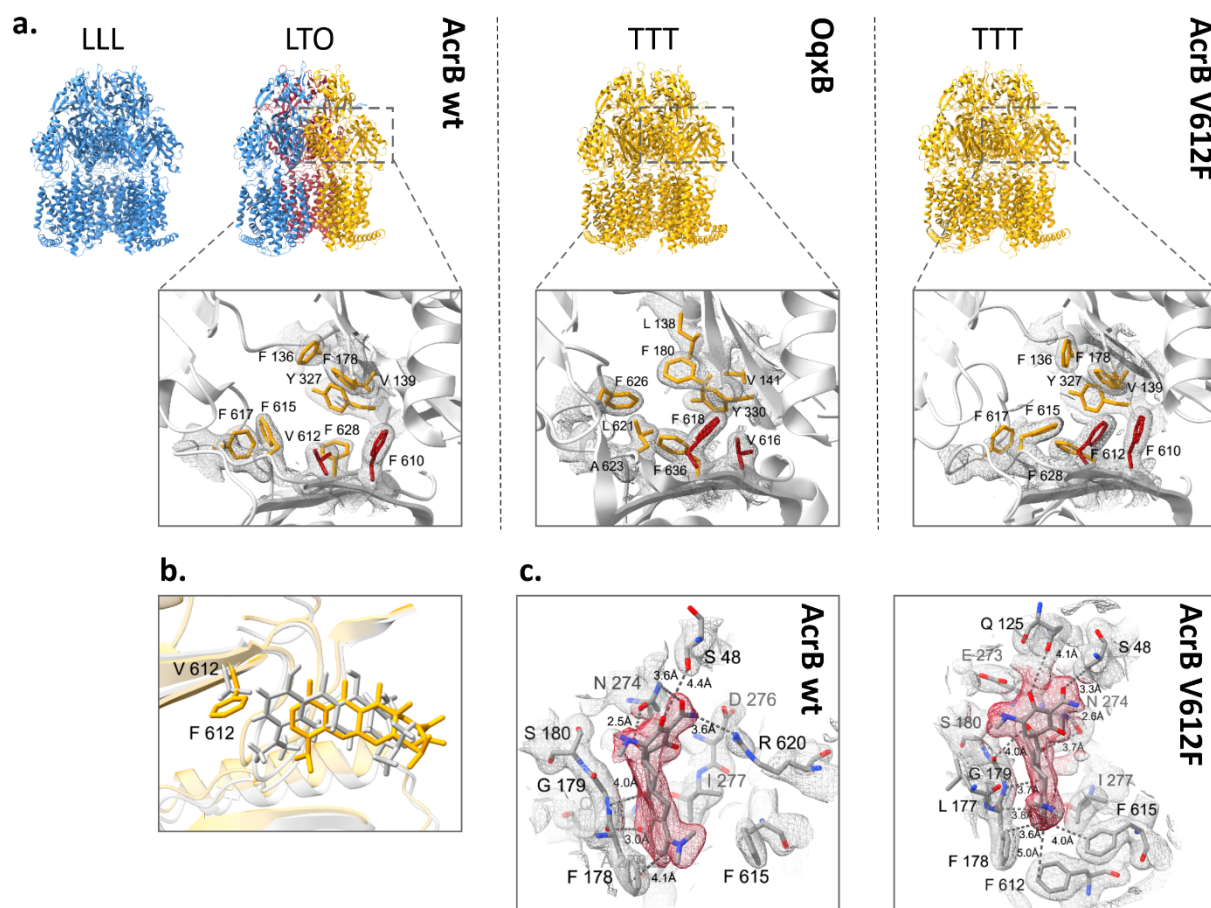 a.
LLL
LTO
AcrB wt
TTT
OqxB
TTT
AcrB V612F
F 136
F 178
Y 327
V 139
F 617
F 615
V 612
F 628
F 610
L 138
F 180
F 626
V 141
Y 330
L 621
F 618
V 616
A 623
F 636
F 136
F 178
Y 327
V 139
F 617
F 615
F 612
F 610
F 628
b.
V 612
F 612
c.
AcrB wt
S 48
3.6Å
4.4Å
N 274
D 276
2.5Å
3.6Å
S 180
R 620
G 179
4.0Å
I 277
3.0Å
F 178
4.1Å
F 615
AcrB V612F
Q 125
4.1Å
S 48
E 273
3.3Å
N 274
2.6Å
S 180
4.0Å
3.7Å
G 179
3.7Å
I 277
L 177
3.8Å
F 615
3.6Å
4.0Å
F 178
5.0Å
F 612